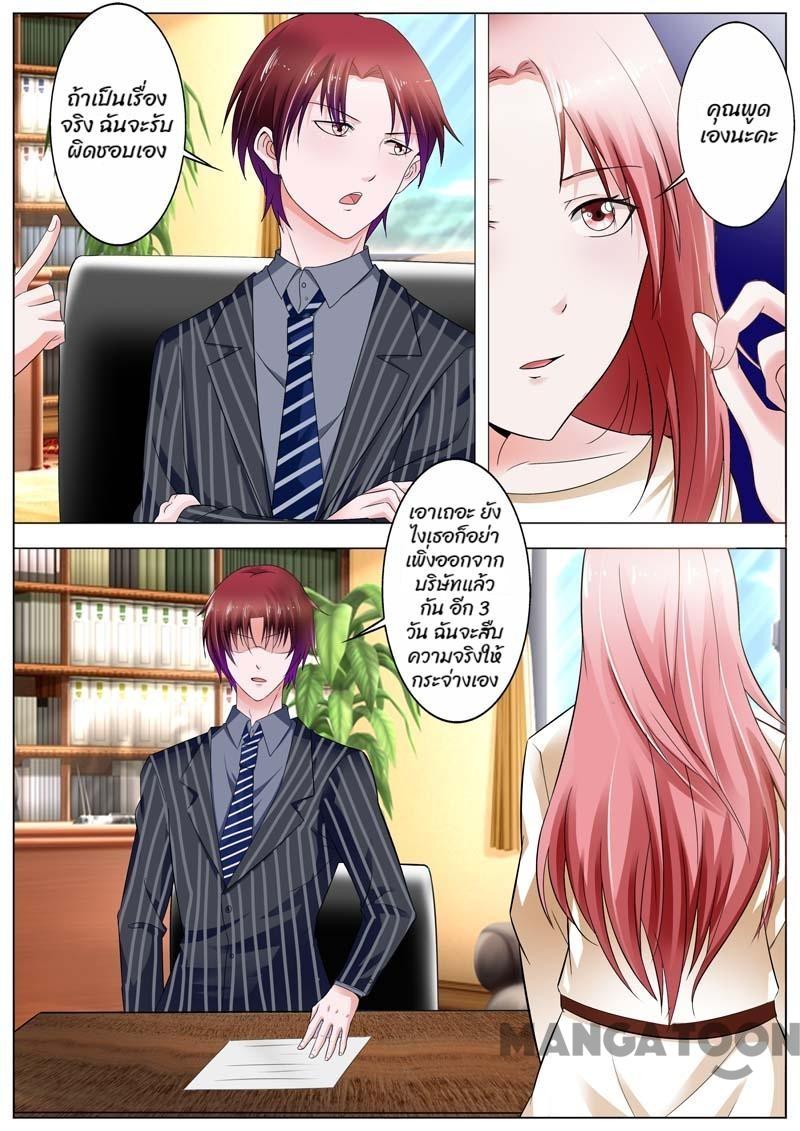 ถ้าเป็นเรื่อง
จริง ฉันจะรับ
ผิดชอบเอง
คุณพูด
เองนะคะ
เอาเถอะ ยัง
ไงเธอก็อย่า
เพิ่งออกจาก
บริษัทแล้ว
กัน อีก 3
วัน ฉันจะสืบ
ความจริงให้
กระจ่างเอง
MANGATOON